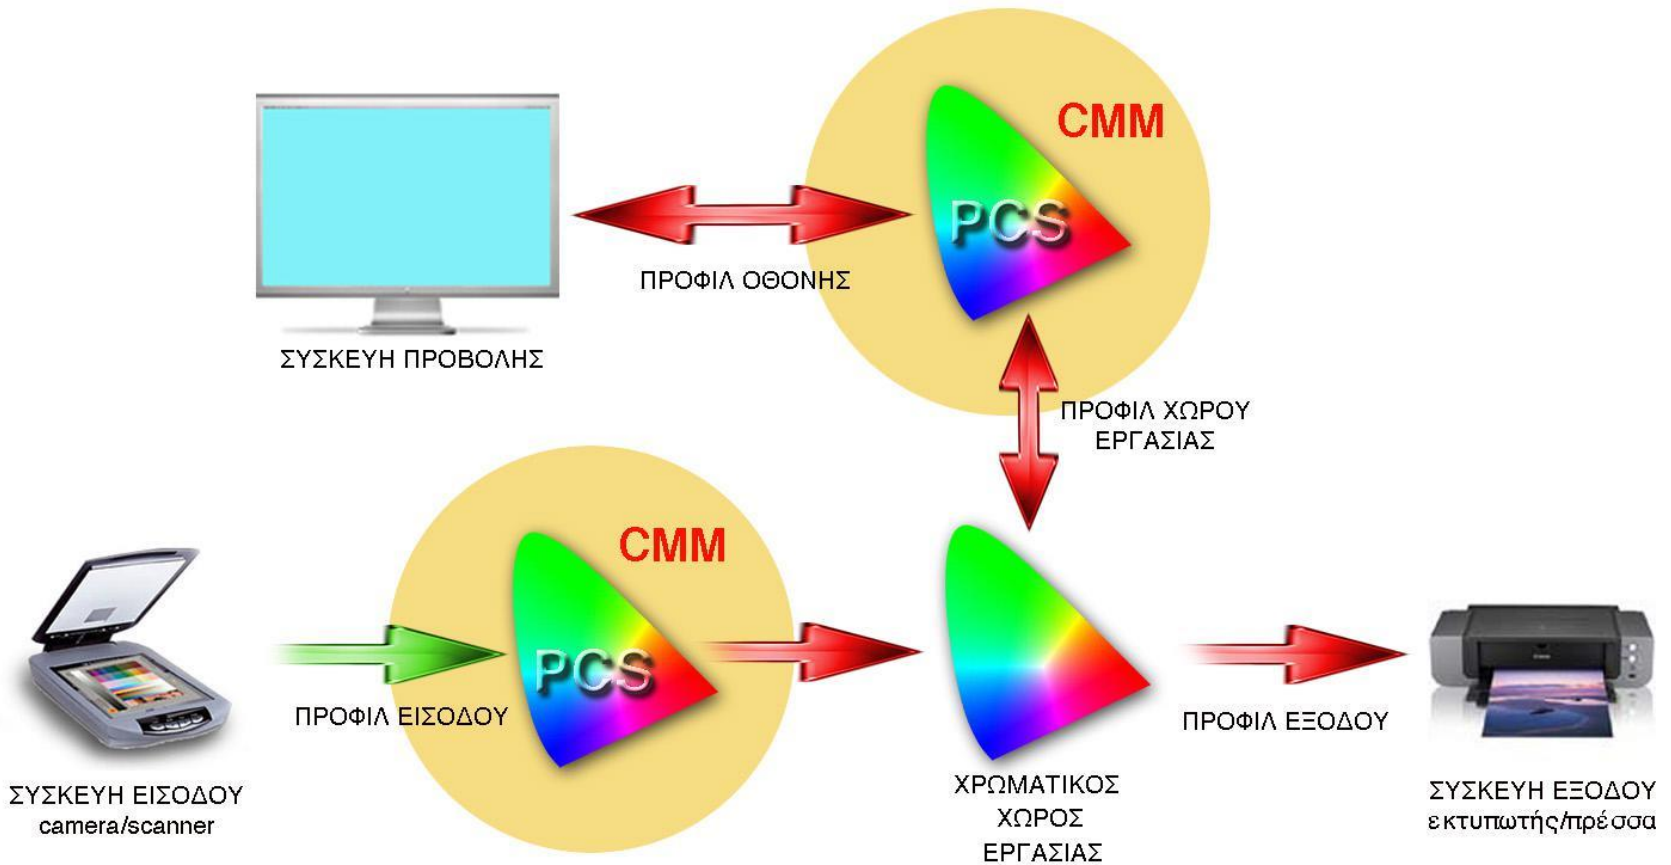 CMM
PCS
ΠΡΟΦΙΛ ΟΘΟΝΗΣ
ΣΥΣΚΕΥΗ ΠΡΟΒΟΛΗΣ
ΠΡΟΦΙΛ ΧΩΡΟΥ
ΕΡΓΑΣΙΑΣ
CMM
PCS
ΠΡΟΦΙΛ ΕΙΣΟΔΟΥ
ΠΡΟΦΙΛ ΕΞΟΔΟΥ
ΣΥΣΚΕΥΗ ΕΙΣΟΔΟΥ
camera/scanner
ΧΡΩΜΑΤΙΚΟΣ
ΧΩΡΟΣ
ΕΡΓΑΣΙΑΣ
ΣΥΣΚΕΥΗ ΕΞΟΔΟΥ
εκτυπωτής/πρέσσα